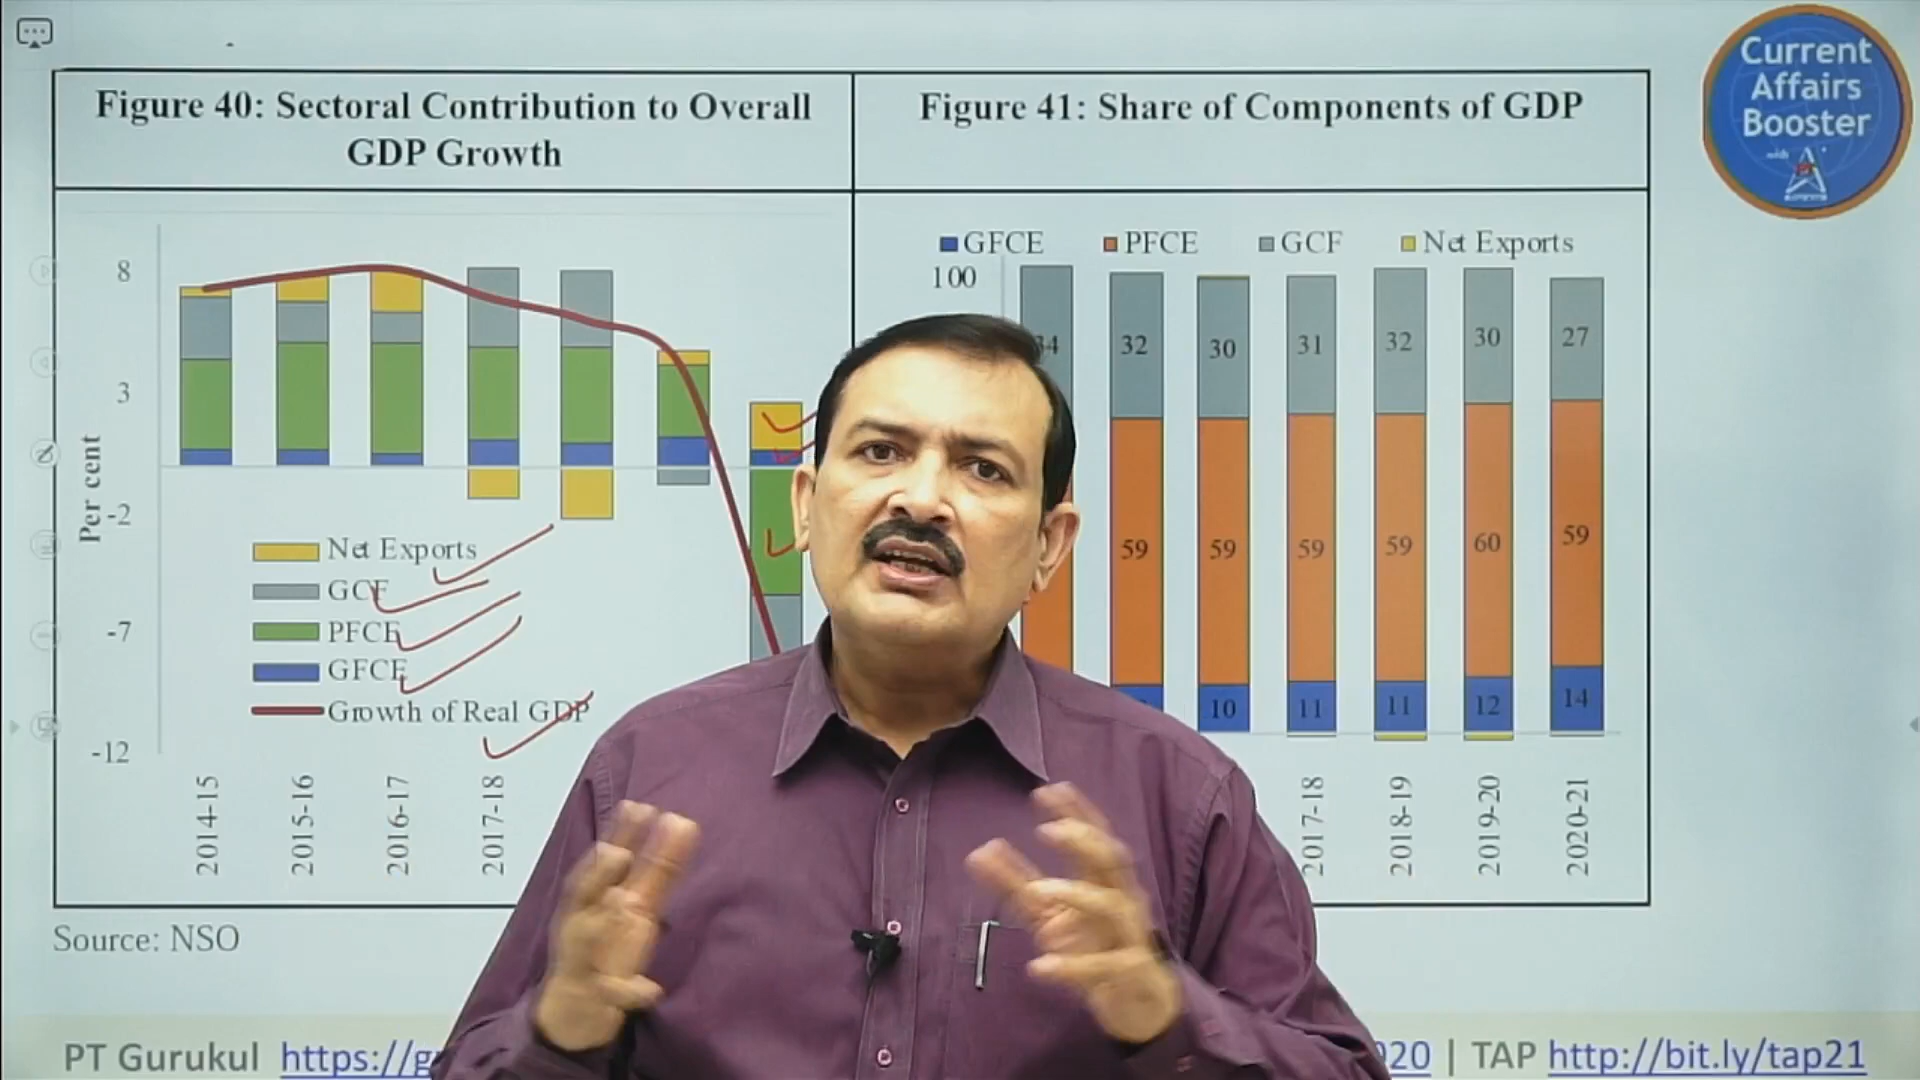 Current
Affairs
Booster
with
Figure 40: Sectoral Contribution to Overall
GDP Growth
Figure 41: Share of Components of GDP
8
3
-2
-7
-12
Per cent
Net Exports
GCF
PFCE
GFCE
Growth of Real GDP
2014-15
2015-16
2016-17
2017-18
GFCE
PFCE
GCF
Net Exports
100
34
32
30
31
32
30
27
59
59
59
59
60
59
10
11
11
12
14
2017-18
2018-19
2019-20
2020-21
Source: NSO
PT Gurukul https://g
20 | TAP http://bit.ly/tap21